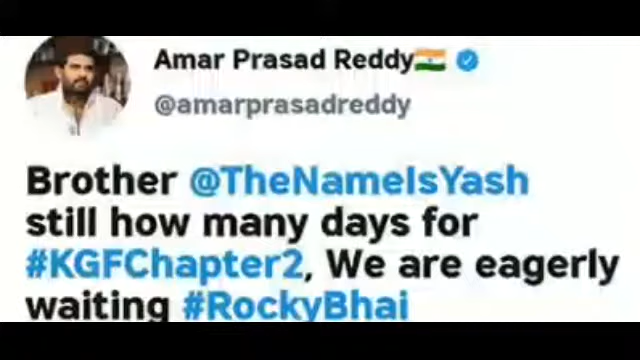 Amar Prasad Reddy🇮🇳
@amarprasadreddy
Brother @TheNameIsYash
still how many days for
#KGFChapter2, We are eagerly
waiting #RockyBhai